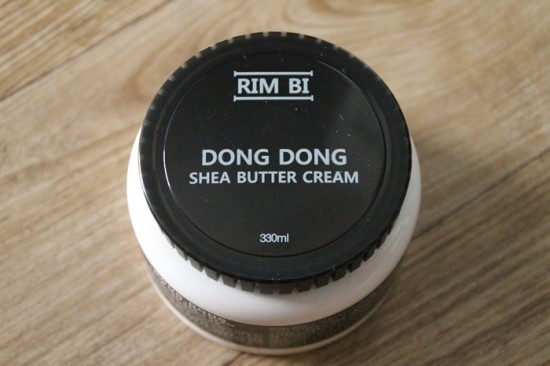 RIM BI
DONG DONG
SHEA BUTTER CREAM
330ml